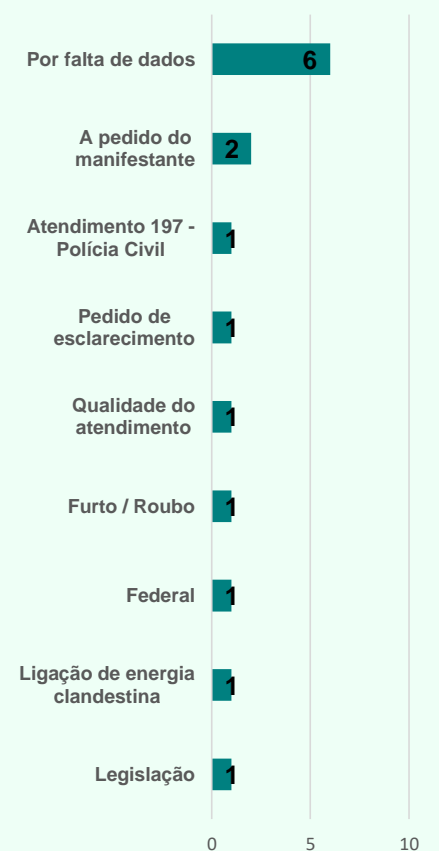 Por falta de dados
6
A pedido do
manifestante
2
Atendimento 197 -
Polícia Civil
1
Pedido de
esclarecimento
1
Qualidade do
atendimento
1
Furto / Roubo
1
Federal
1
Ligação de energia
clandestina
1
Legislação
1
0 5 10